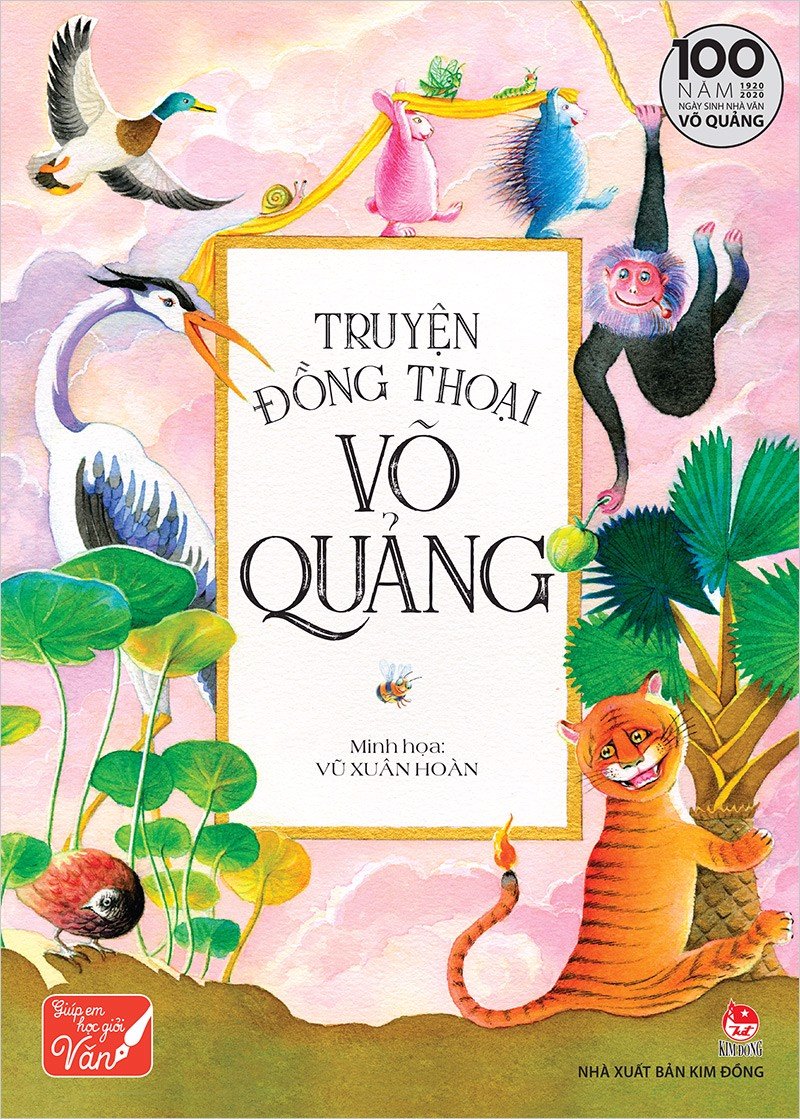 100
NĂM 1920
2020
NGÀY SINH NHÀ VĂN
VÕ QUẢNG
TRUYỆN
ĐỒNG THOẠI
VÕ
QUẢNG
Minh họa:
VŨ XUÂN HOÀN
Giúp em
học giỏi
Văn
KIM ĐỒNG
NHÀ XUẤT BẢN KIM ĐỒNG